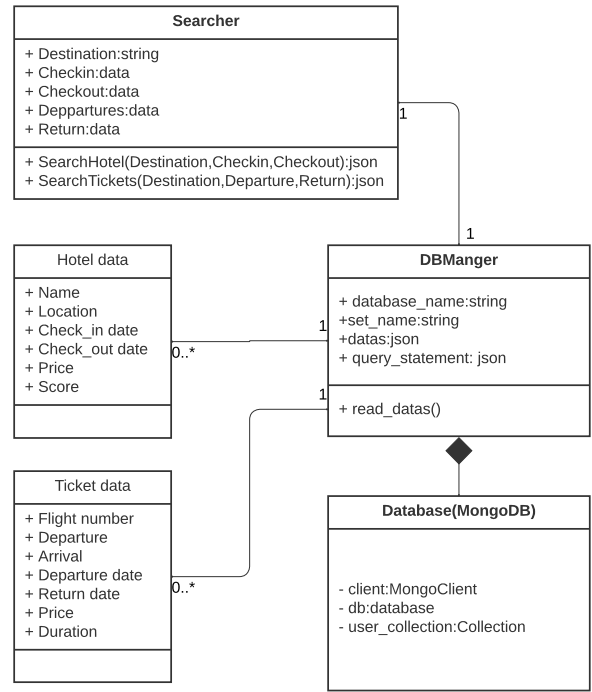 Searcher
+ Destination:string
+ Checkin:data
+ Checkout:data
+ Deppartures:data
+ Return:data
+ SearchHotel(Destination,Checkin,Checkout):json
+ SearchTickets(Destination,Departure,Return):json
1
1
Hotel data
+ Name
+ Location
+ Check_in date
+ Check_out date
+ Price
+ Score
0..*
1
DBManger
+ database_name:string
+set_name:string
+datas:json
+ query_statement: json
+ read_datas()
1
Ticket data
+ Flight number
+ Departure
+ Arrival
+ Departure date
+ Return date
+ Price
+ Duration
0..*
Database(MongoDB)
- client:MongoClient
- db:database
- user_collection:Collection